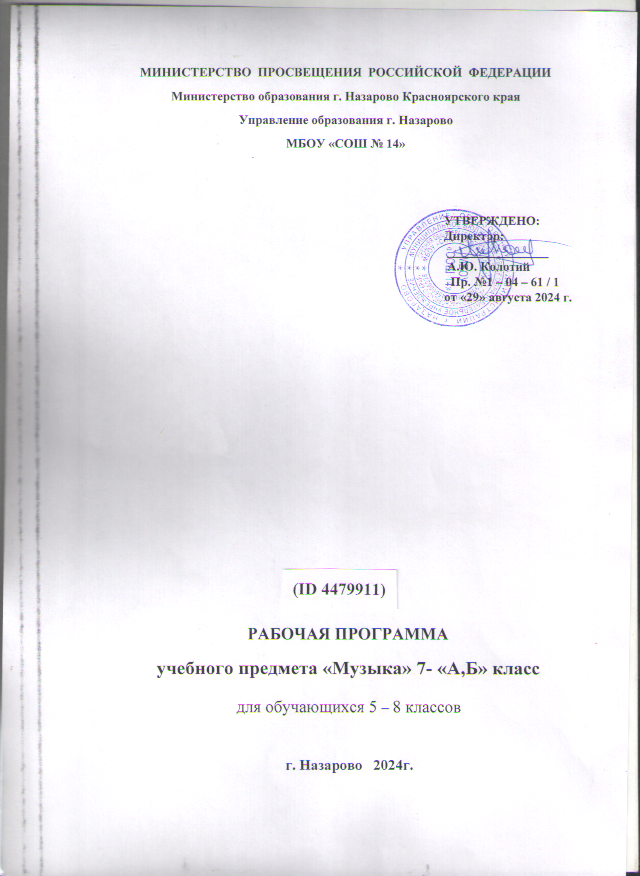 МИНИСТЕРСТВО ПРОСВЕЩЕНИЯ РОССИЙСКОЙ ФЕДЕРАЦИИ
Министерство образования г. Назарово Красноярского края
Управление образования г. Назарово
МБОУ «СОШ № 14»
УТВЕРЖДЕНО:
Директор:
А.Ю. Колотий
Пр. №1 – 04 – 61 / 1
от «29» августа 2024 г.
(ID 4479911)
РАБОЧАЯ ПРОГРАММА
учебного предмета «Музыка» 7- «А,Б» класс
для обучающихся 5 – 8 классов
г. Назарово 2024г.